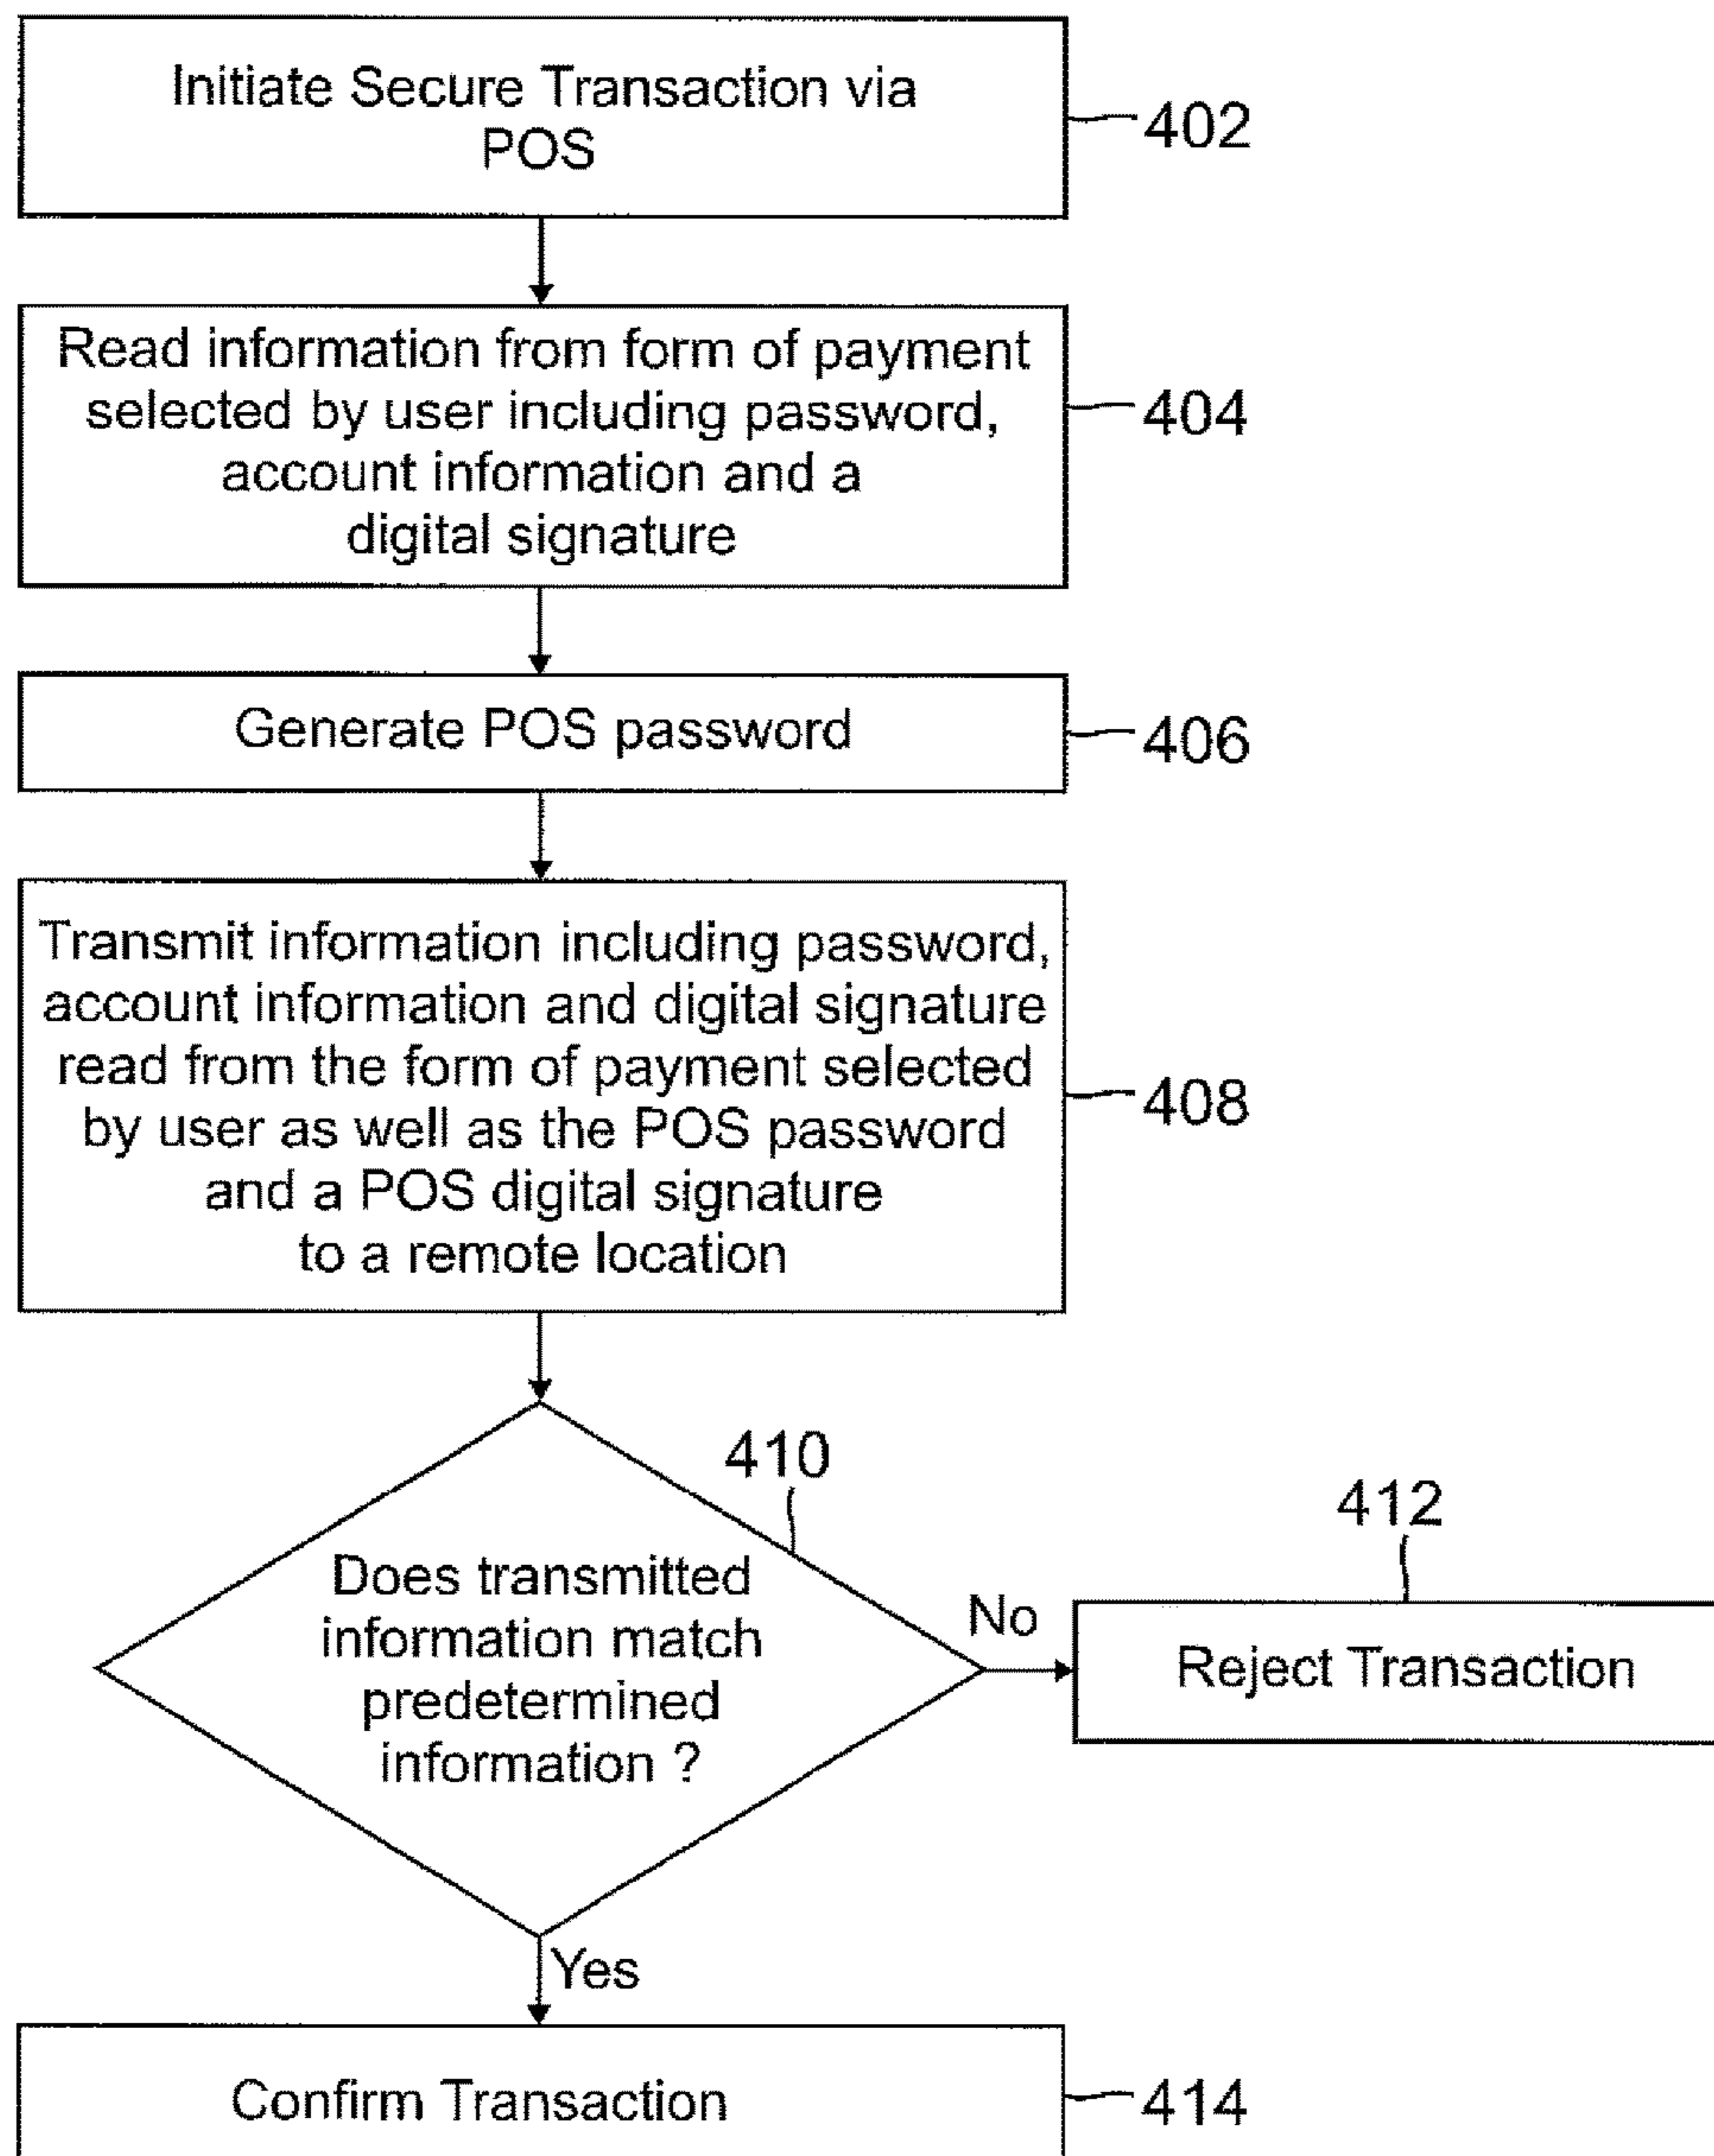 Initiate Secure Transaction via
POS
402
Read information from form of payment
selected by user including password,
account information and a
digital signature
404
Generate POS password
406
Transmit information including password,
account information and digital signature
read from the form of payment selected
by user as well as the POS password
and a POS digital signature
to a remote location
408
410
Does transmitted
information match
predetermined
information ?
No
412
Reject Transaction
Yes
Confirm Transaction
414